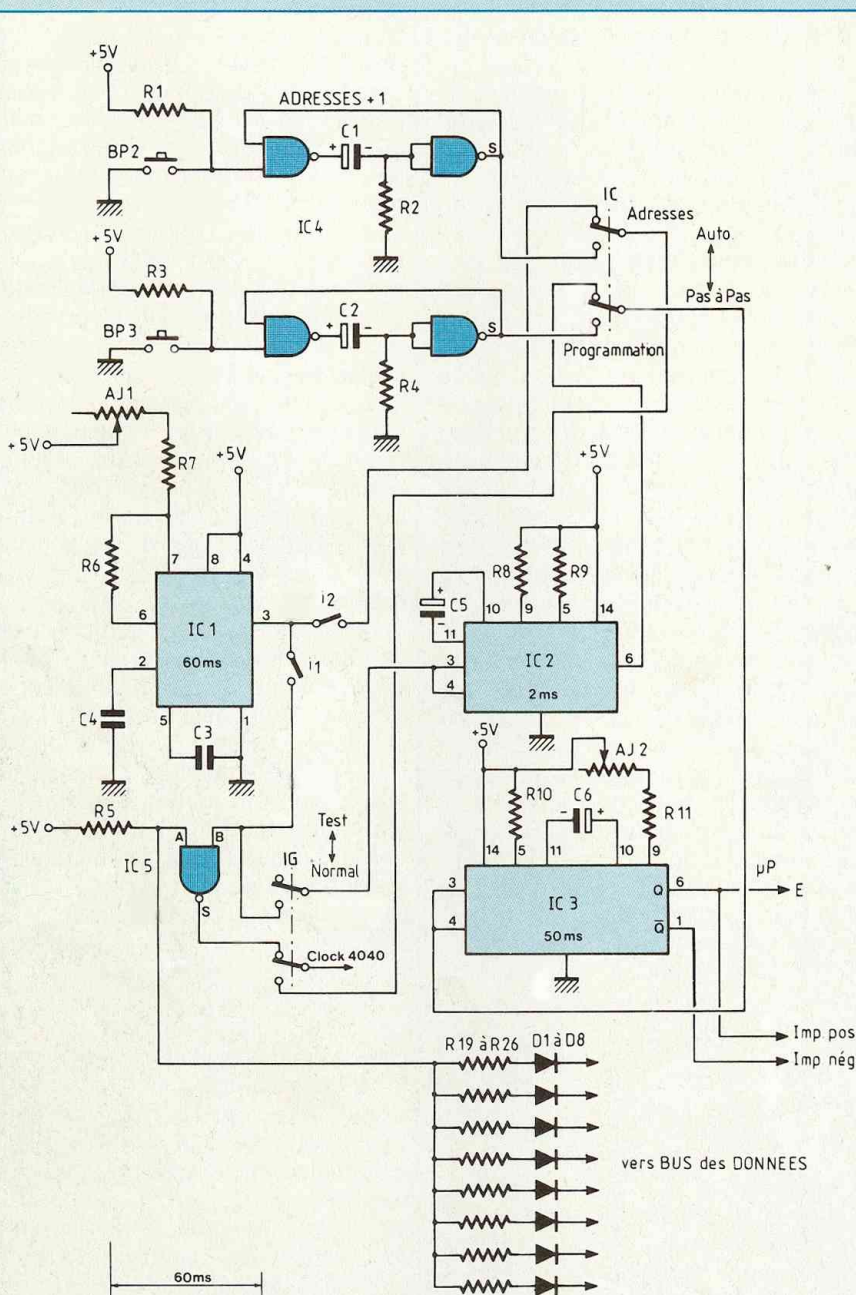 +5V
R1
ADRESSES +1
C1
+ -
BP2
S
R2
IC
Adresses
IC4
Auto.
+5V
R3
Pas à Pas
C2
+ -
BP3
S
Programmation
R4
AJ1
+5V
R7
+5V
+5V
R6
R8
R9
7 8 4
C5
+
-
10 9 5 14
6
IC1
3
i2
11
IC2
6
2
60ms
3
2ms
i1
4
C4
5
C3
1
+5V
AJ2
R5
R10
C6
- +
R11
+5V
A B
Test
14 5 11 10 9
IC5
IG
Normal
µP
3
Q
6
E
S
IC3
4
50ms
Q̅
1
Clock 4040
Imp pos
R19 à R26
D1 à D8
Imp nég
vers BUS des DONNEES
60ms